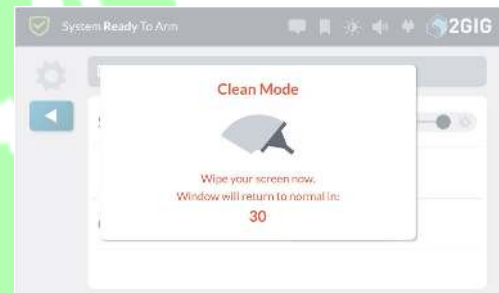 System Ready To Arm
2GIG
Clean Mode
Wipe your screen now.
Window will return to normal in:
30